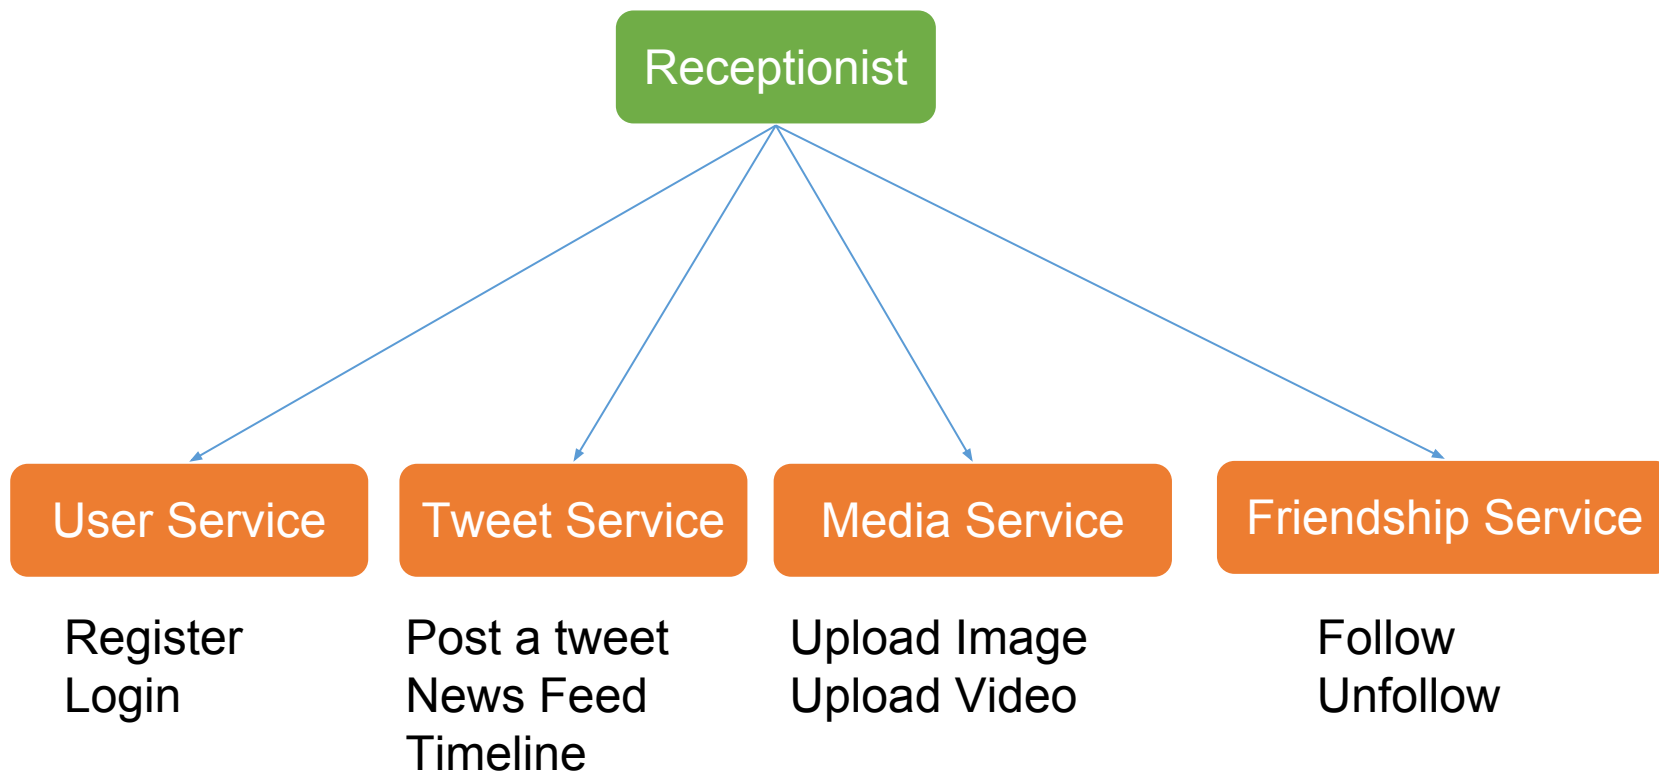 Receptionist
User Service
Tweet Service
Media Service
Friendship Service
Register
Login
Post a tweet
News Feed
Timeline
Upload Image
Upload Video
Follow
Unfollow